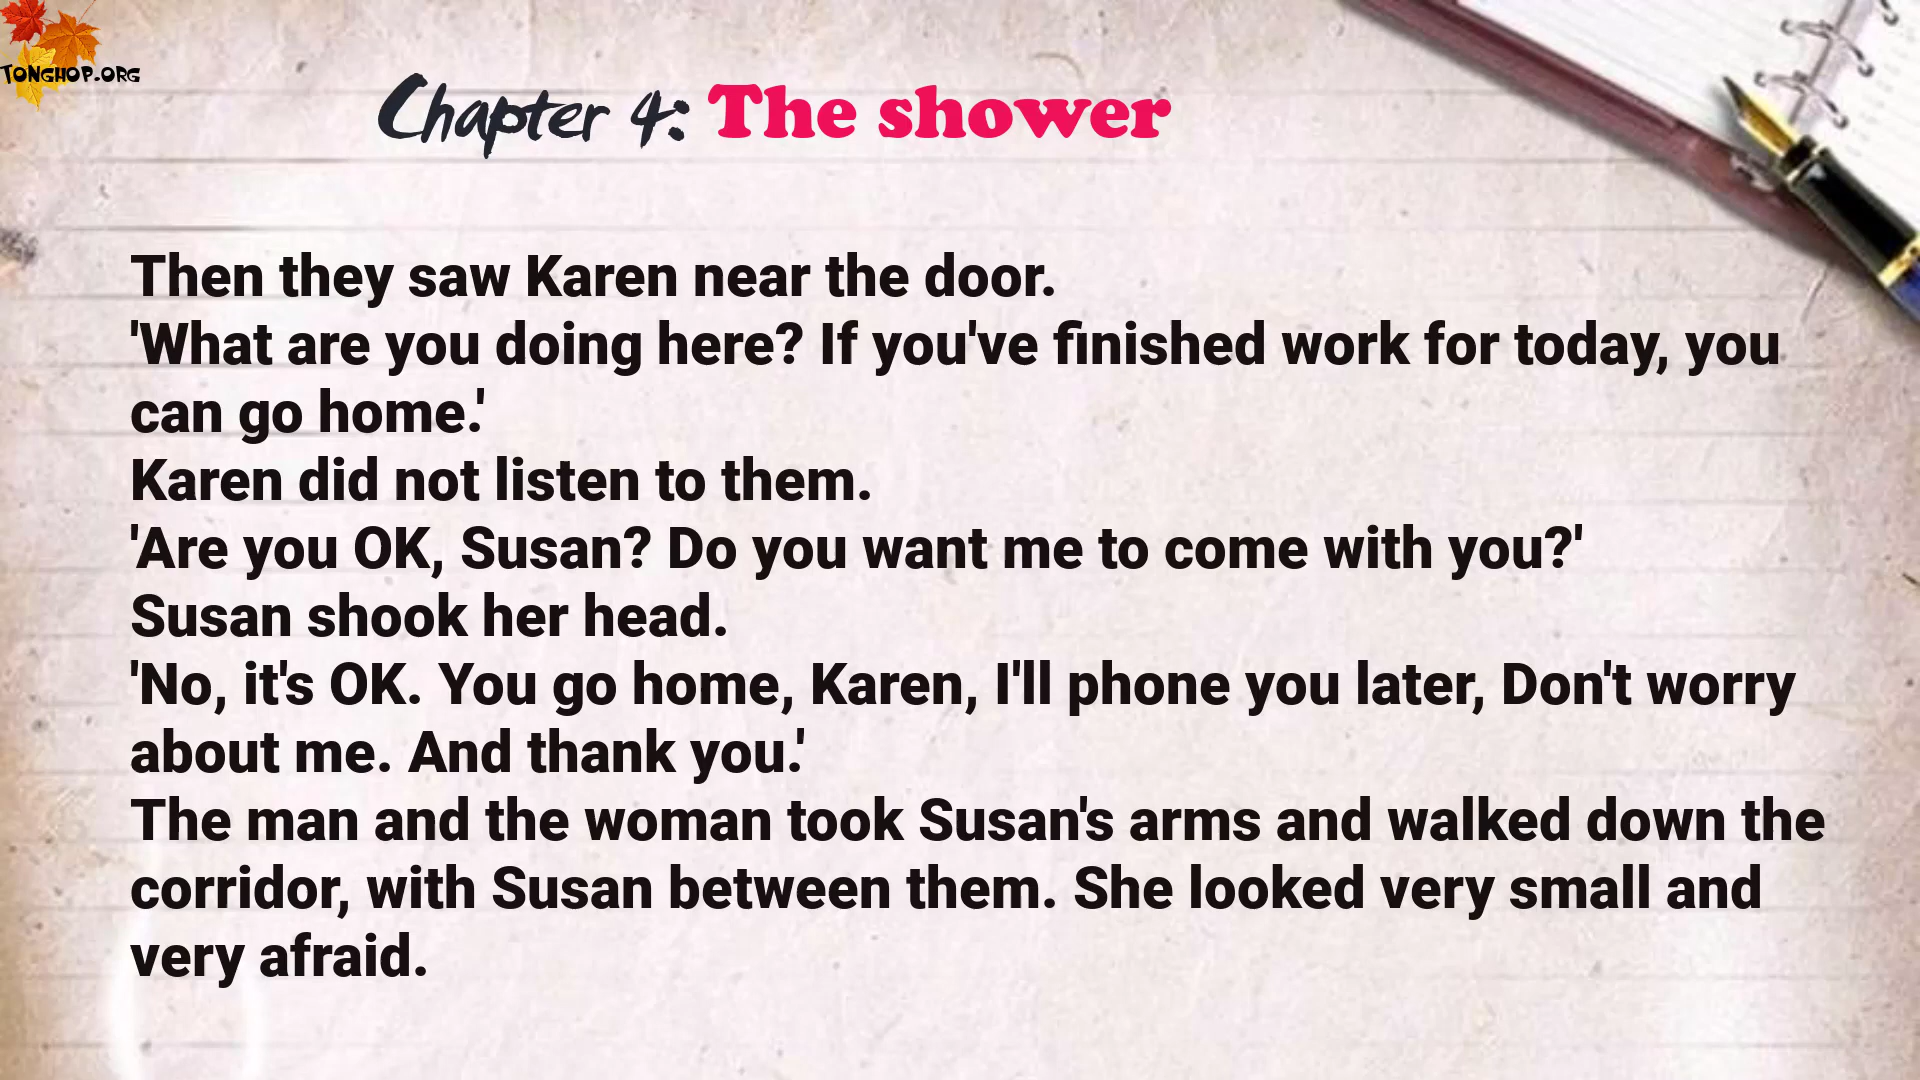 TONGHOP.ORG
Chapter 4: The shower
Then they saw Karen near the door.
'What are you doing here? If you've finished work for today, you
can go home.'
Karen did not listen to them.
'Are you OK, Susan? Do you want me to come with you?'
Susan shook her head.
'No, it's OK. You go home, Karen, I'll phone you later, Don't worry
about me. And thank you.'
The man and the woman took Susan's arms and walked down the
corridor, with Susan between them. She looked very small and
very afraid.